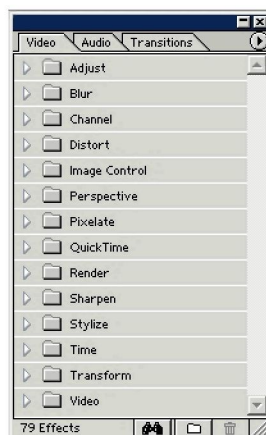 Video Audio Transitions
Adjust
Blur
Channel
Distort
Image Control
Perspective
Pixelate
QuickTime
Render
Sharpen
Stylize
Time
Transform
Video
79 Effects